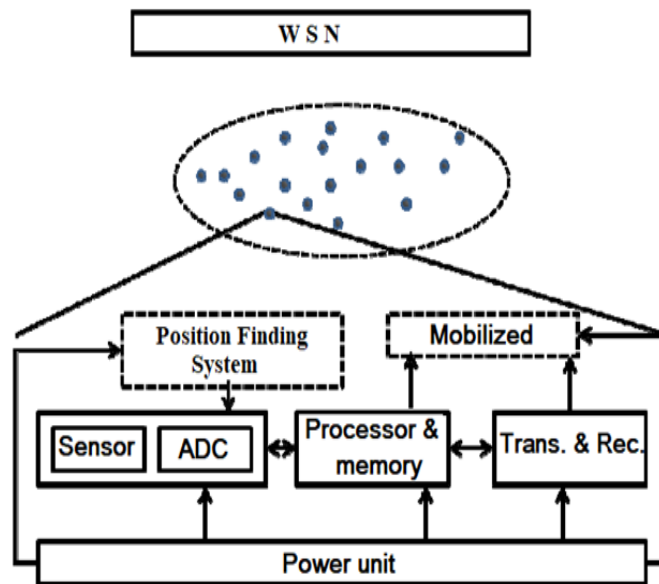 W S N
Position Finding
System
Mobilized
Sensor
ADC
Processor &
memory
Trans. & Rec.
Power unit